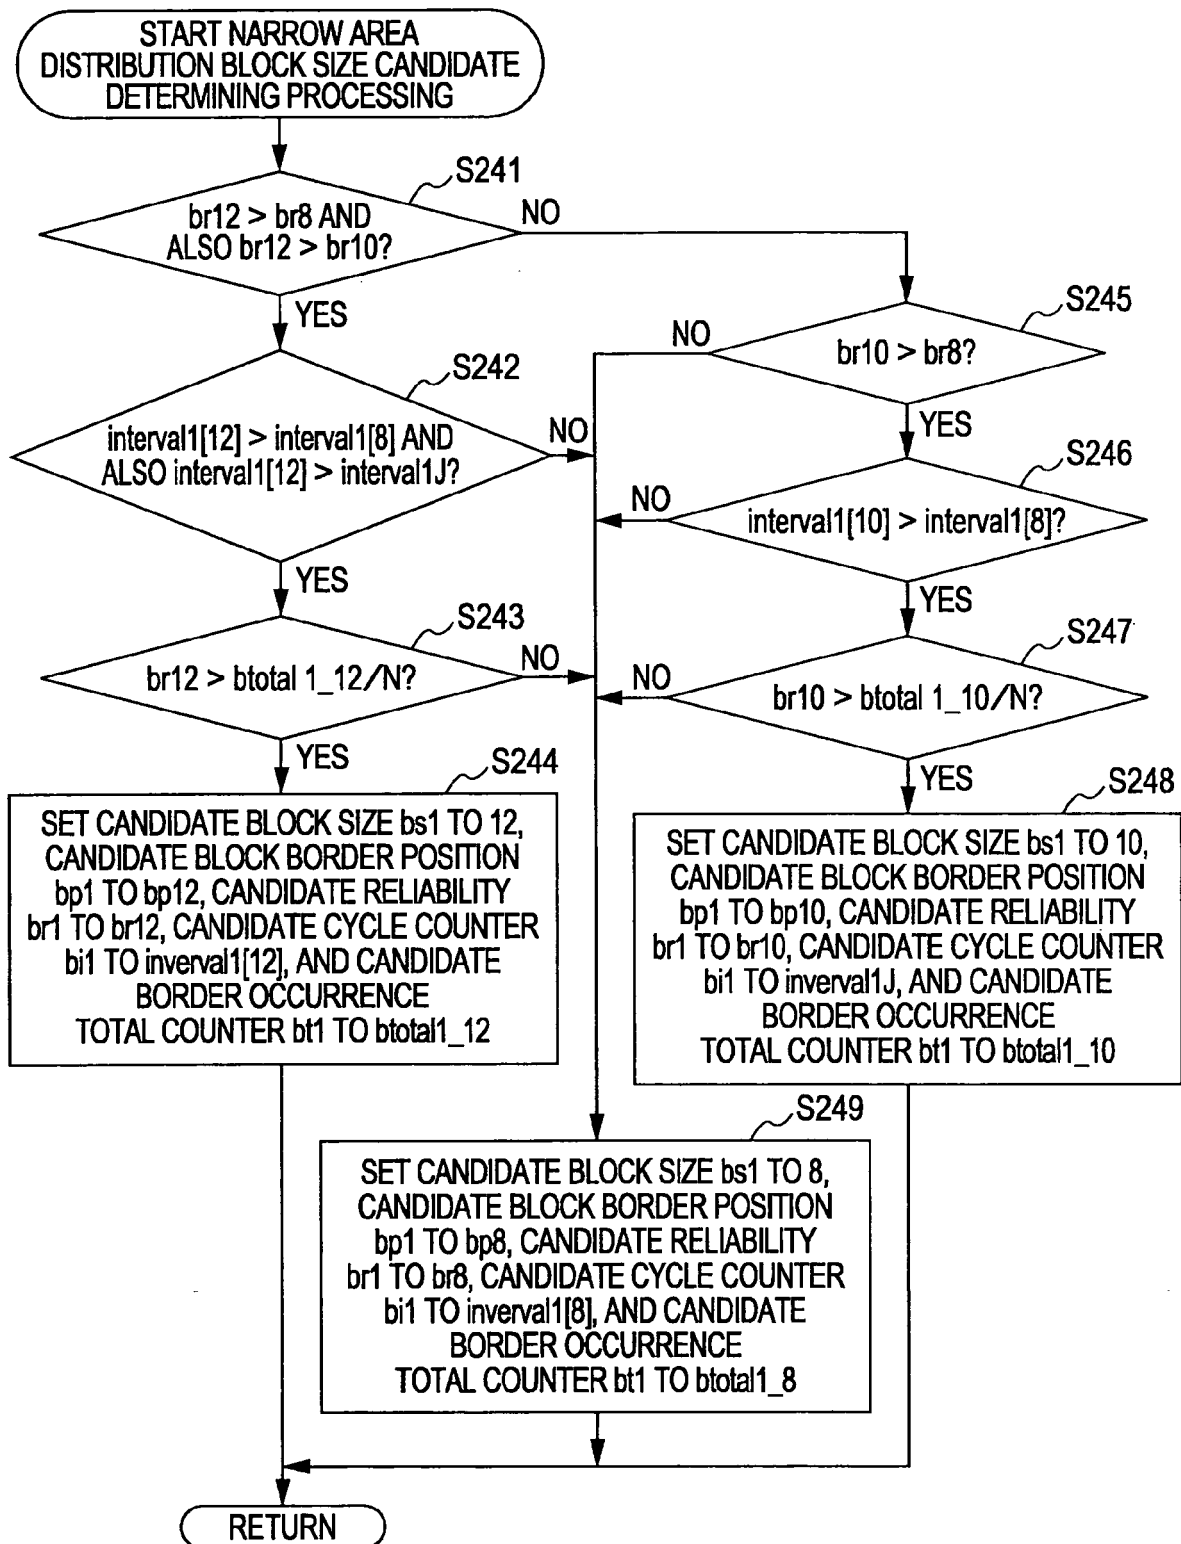 START NARROW AREA
DISTRIBUTION BLOCK SIZE CANDIDATE
DETERMINING PROCESSING
S241
br12 > br8 AND
ALSO br12 > br10?
NO
YES
S245
br10 > br8?
NO
YES
S242
interval1[12] > interval1[8] AND
ALSO interval1[12] > interval1J?
NO
YES
S246
interval1[10] > interval1[8]?
NO
YES
S243
br12 > btotal 1_12/N?
NO
YES
S247
br10 > btotal 1_10/N?
NO
YES
S244
SET CANDIDATE BLOCK SIZE bs1 TO 12,
CANDIDATE BLOCK BORDER POSITION
bp1 TO bp12, CANDIDATE RELIABILITY
br1 TO br12, CANDIDATE CYCLE COUNTER
bi1 TO inverval1[12], AND CANDIDATE
BORDER OCCURRENCE
TOTAL COUNTER bt1 TO btotal1_12
S248
SET CANDIDATE BLOCK SIZE bs1 TO 10,
CANDIDATE BLOCK BORDER POSITION
bp1 TO bp10, CANDIDATE RELIABILITY
br1 TO br10, CANDIDATE CYCLE COUNTER
bi1 TO inverval1J, AND CANDIDATE
BORDER OCCURRENCE
TOTAL COUNTER bt1 TO btotal1_10
S249
SET CANDIDATE BLOCK SIZE bs1 TO 8,
CANDIDATE BLOCK BORDER POSITION
bp1 TO bp8, CANDIDATE RELIABILITY
br1 TO br8, CANDIDATE CYCLE COUNTER
bi1 TO inverval1[8], AND CANDIDATE
BORDER OCCURRENCE
TOTAL COUNTER bt1 TO btotal1_8
RETURN